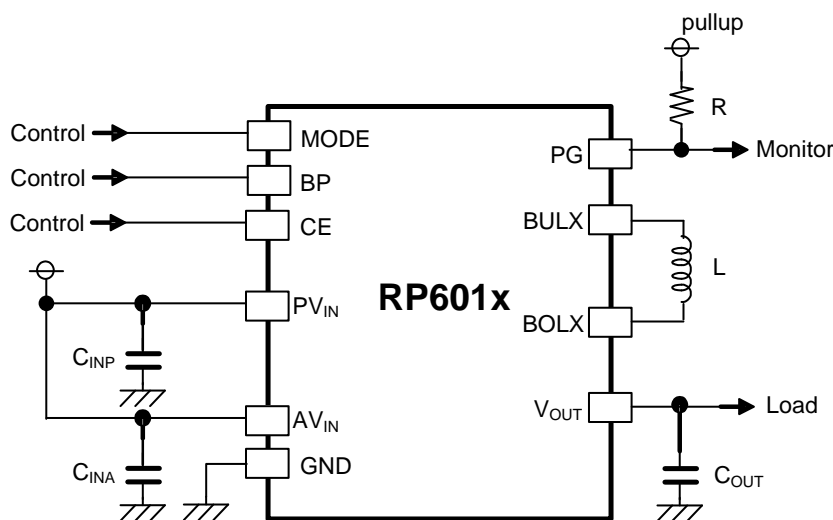 pullup
R
Control
MODE
PG
Monitor
Control
BP
Control
CE
BULX
L
RP601x
PVIN
BOLX
CINP
VOUT
Load
AVIN
CINA
GND
COUT